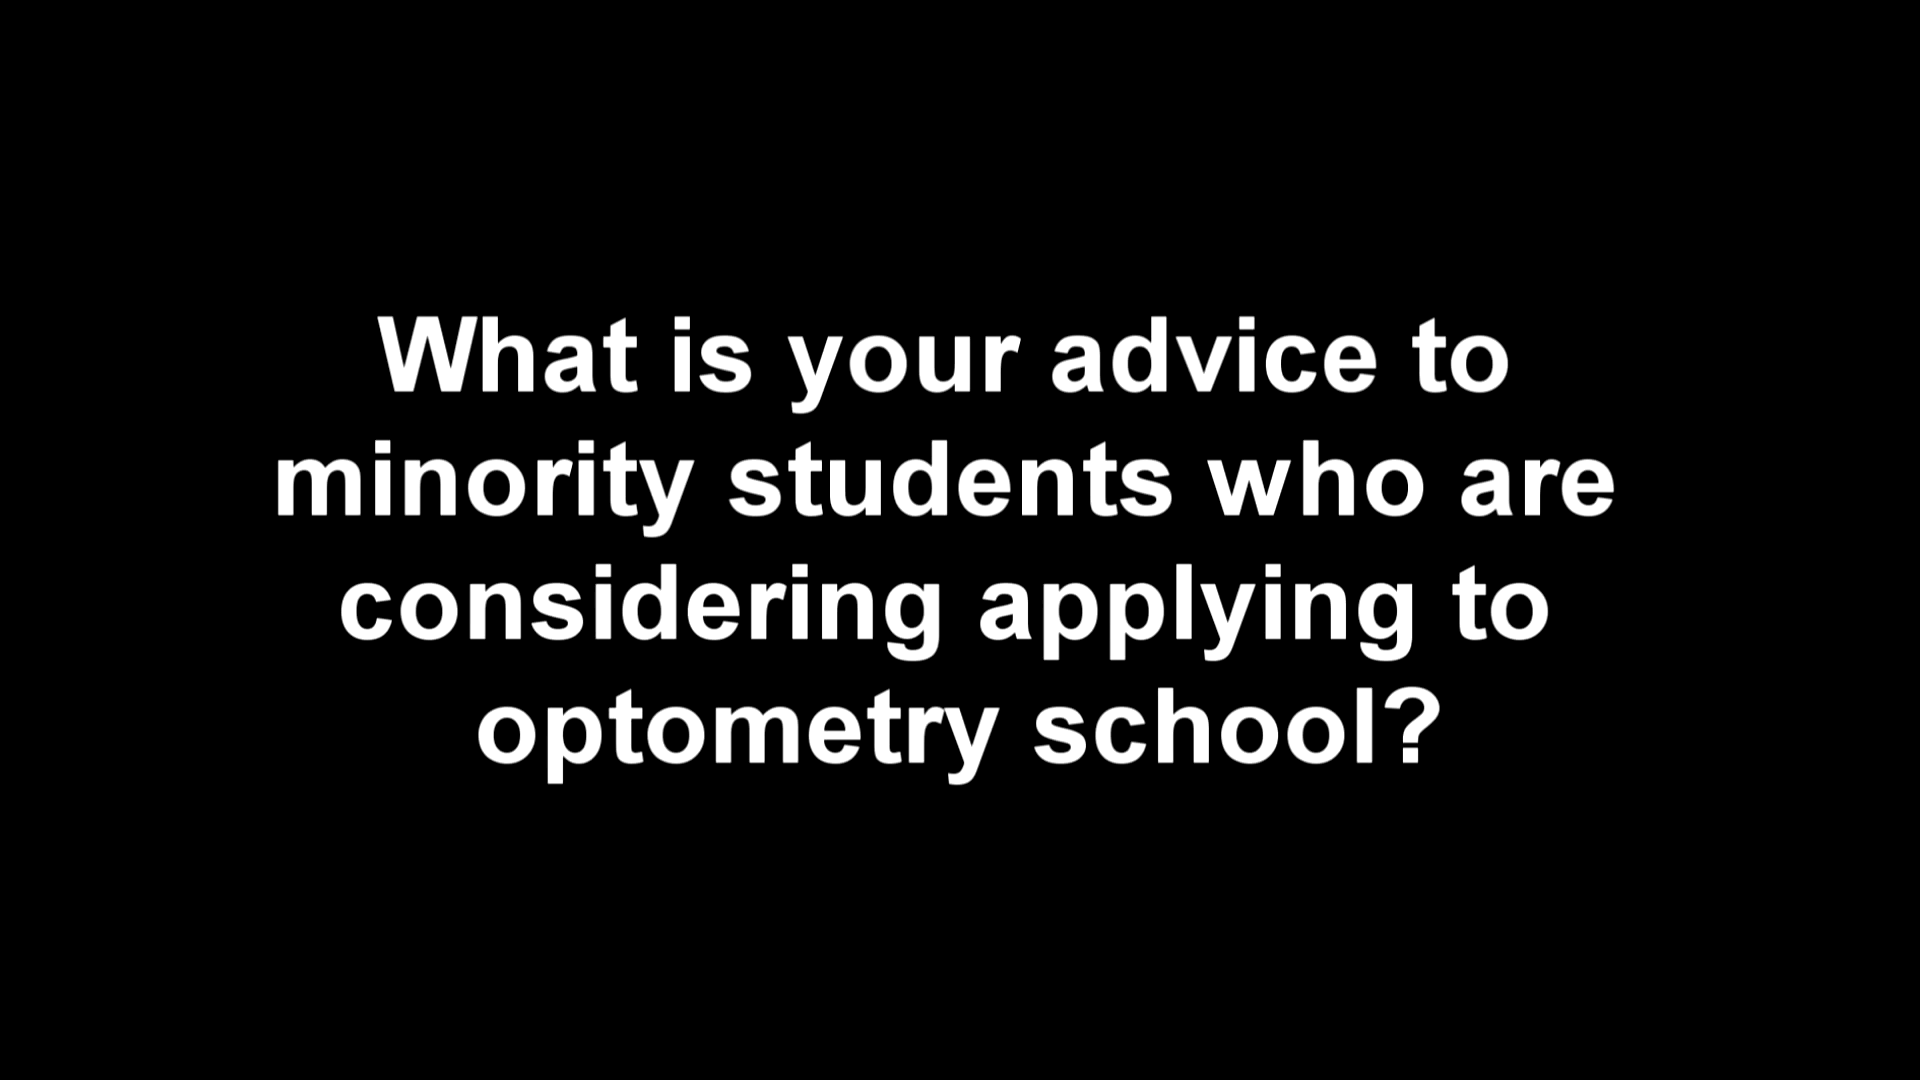 What is your advice to
minority students who are
considering applying to
optometry school?